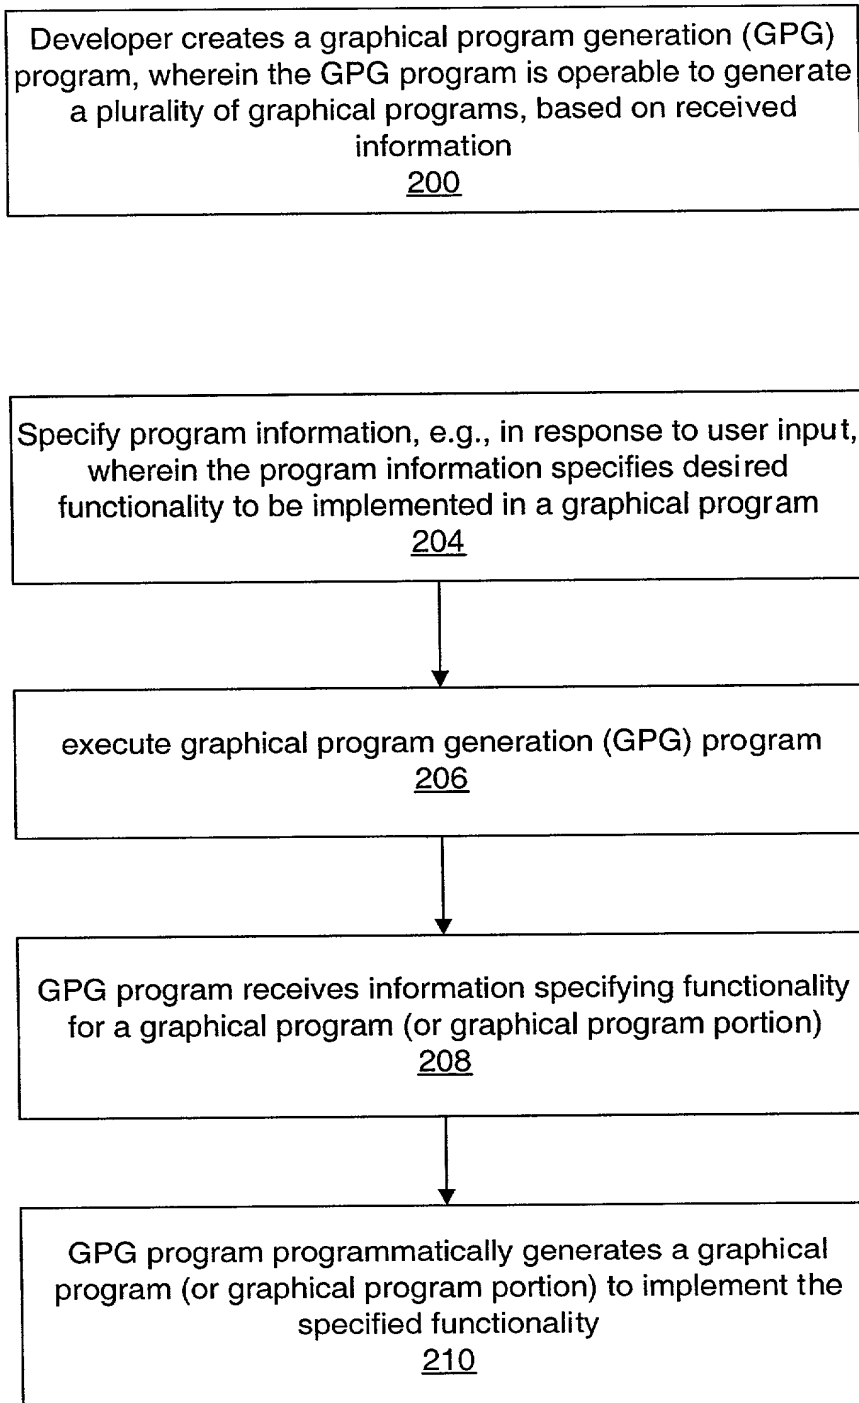 Developer creates a graphical program generation (GPG)
program, wherein the GPG program is operable to generate
a plurality of graphical programs, based on received
information
200
Specify program information, e.g., in response to user input,
wherein the program information specifies desired
functionality to be implemented in a graphical program
204
execute graphical program generation (GPG) program
206
GPG program receives information specifying functionality
for a graphical program (or graphical program portion)
208
GPG program programmatically generates a graphical
program (or graphical program portion) to implement the
specified functionality
210